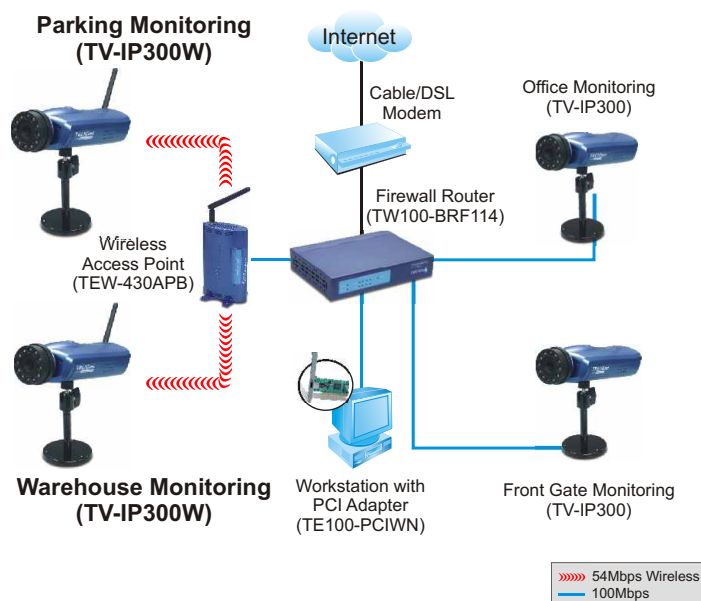 Parking Monitoring
(TV-IP300W)
Internet
Cable/DSL
Modem
Office Monitoring
(TV-IP300)
Firewall Router
(TW100-BRF114)
Wireless
Access Point
(TEW-430APB)
Warehouse Monitoring
(TV-IP300W)
Workstation with
PCI Adapter
(TE100-PCIWN)
Front Gate Monitoring
(TV-IP300)
54Mbps Wireless
100Mbps